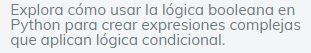 Explora cómo usar la lógica booleana en
Python para crear expresiones complejas
que aplican lógica condicional.